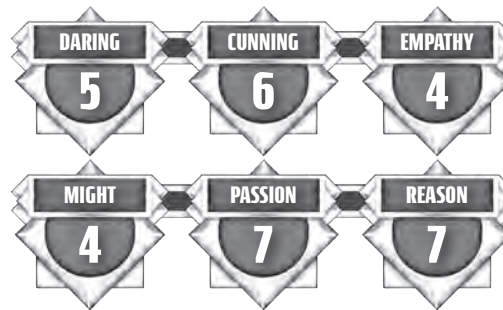 DARING CUNNING EMPATHY
5 6 4
MIGHT PASSION REASON
4 7 7